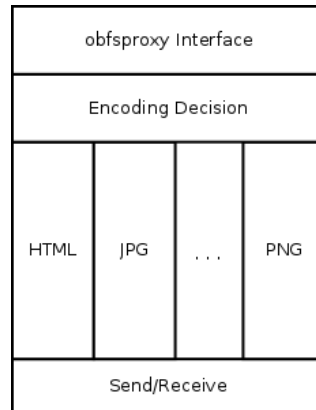 obfsproxy Interface
Encoding Decision
HTML JPG . . . PNG
Send/Receive